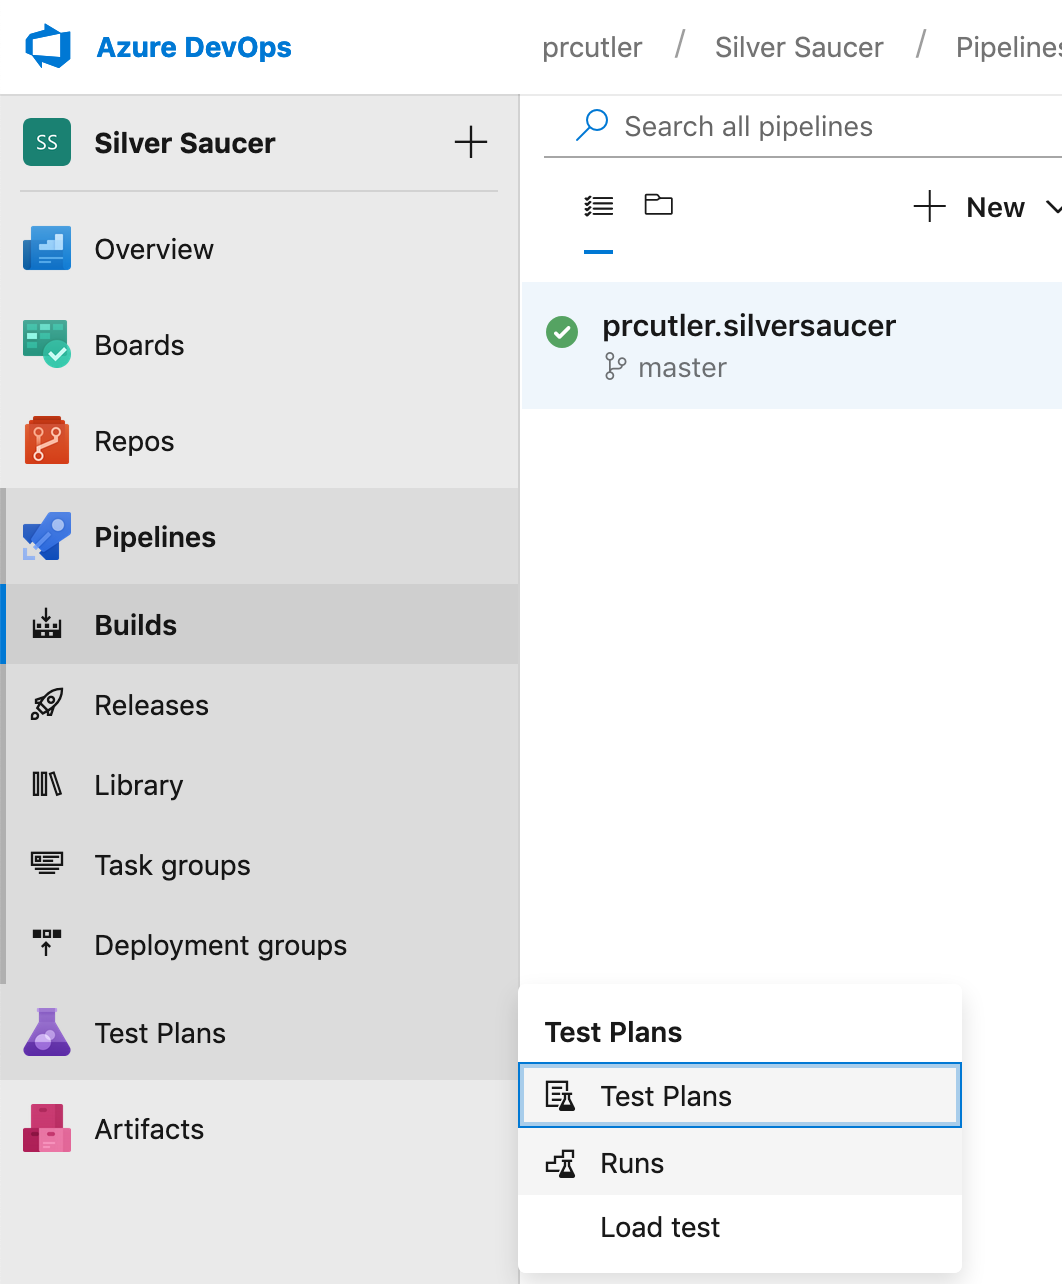 Azure DevOps
prcutler / Silver Saucer / Pipelines
SS Silver Saucer
Search all pipelines
New
Overview
prcutler.silversaucer
master
Boards
Repos
Pipelines
Builds
Releases
Library
Task groups
Deployment groups
Test Plans
Artifacts
Test Plans
Test Plans
Runs
Load test